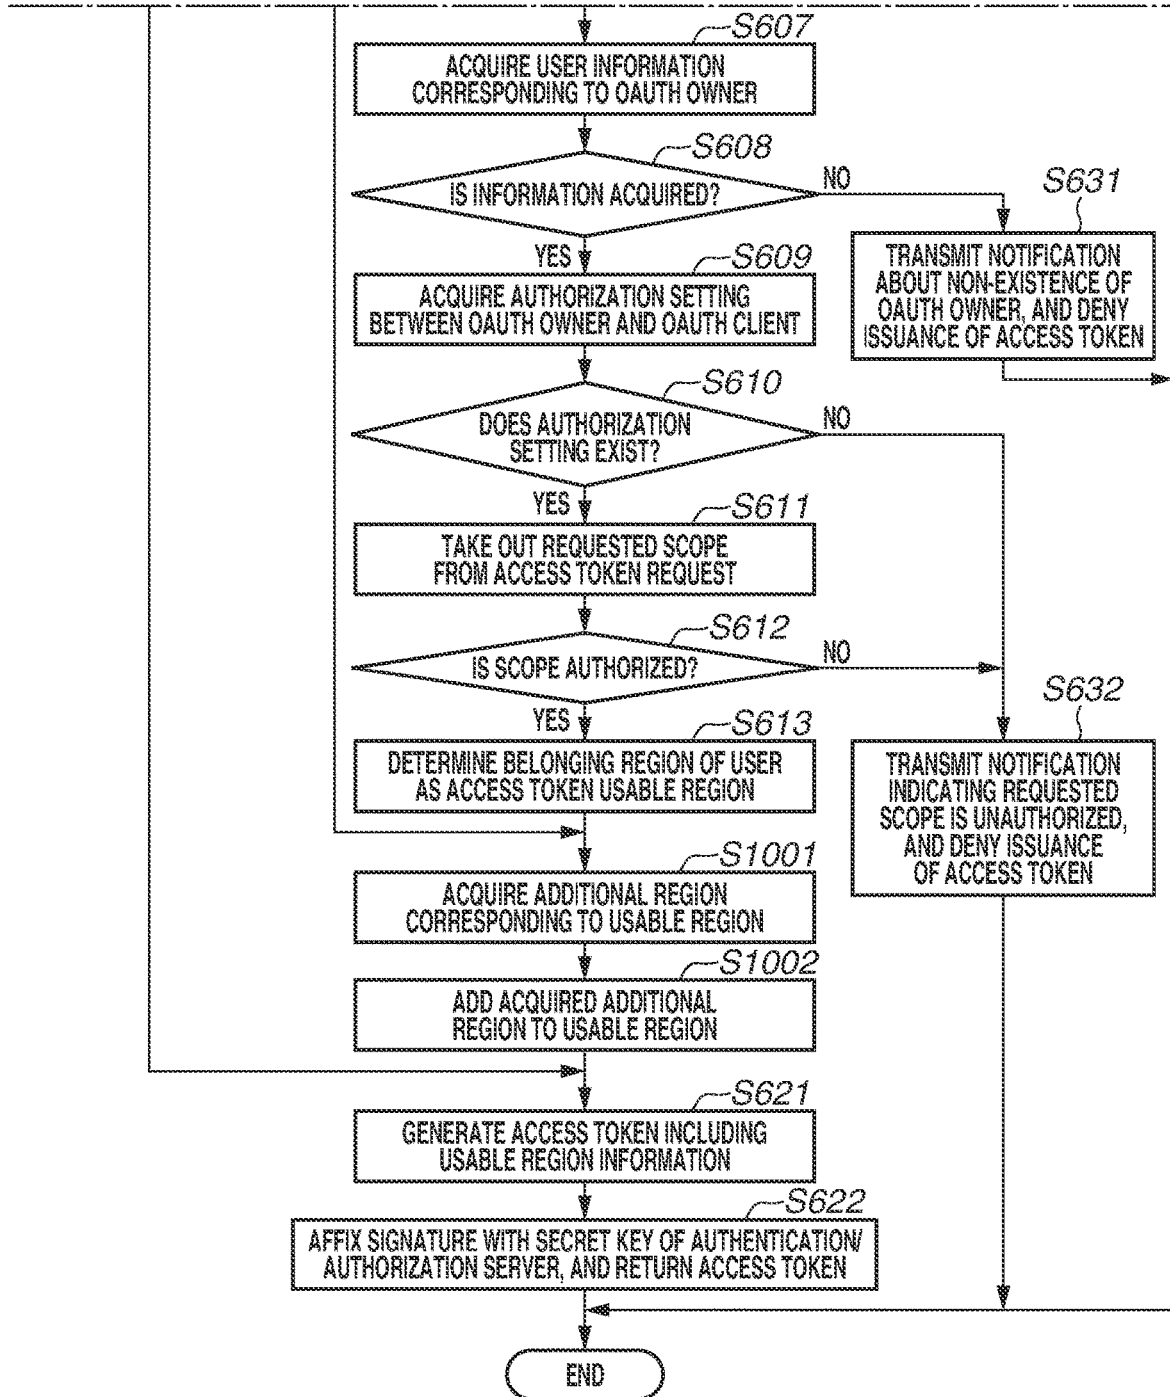 S607
ACQUIRE USER INFORMATION
CORRESPONDING TO OAUTH OWNER
S608
IS INFORMATION ACQUIRED?
NO
YES
S631
TRANSMIT NOTIFICATION
ABOUT NON-EXISTENCE OF
OAUTH OWNER, AND DENY
ISSUANCE OF ACCESS TOKEN
S609
ACQUIRE AUTHORIZATION SETTING
BETWEEN OAUTH OWNER AND OAUTH CLIENT
S610
DOES AUTHORIZATION
SETTING EXIST?
NO
YES
S611
TAKE OUT REQUESTED SCOPE
FROM ACCESS TOKEN REQUEST
S612
IS SCOPE AUTHORIZED?
NO
YES
S632
TRANSMIT NOTIFICATION
INDICATING REQUESTED
SCOPE IS UNAUTHORIZED,
AND DENY ISSUANCE
OF ACCESS TOKEN
S613
DETERMINE BELONGING REGION OF USER
AS ACCESS TOKEN USABLE REGION
S1001
ACQUIRE ADDITIONAL REGION
CORRESPONDING TO USABLE REGION
S1002
ADD ACQUIRED ADDITIONAL
REGION TO USABLE REGION
S621
GENERATE ACCESS TOKEN INCLUDING
USABLE REGION INFORMATION
S622
AFFIX SIGNATURE WITH SECRET KEY OF AUTHENTICATION/
AUTHORIZATION SERVER, AND RETURN ACCESS TOKEN
END